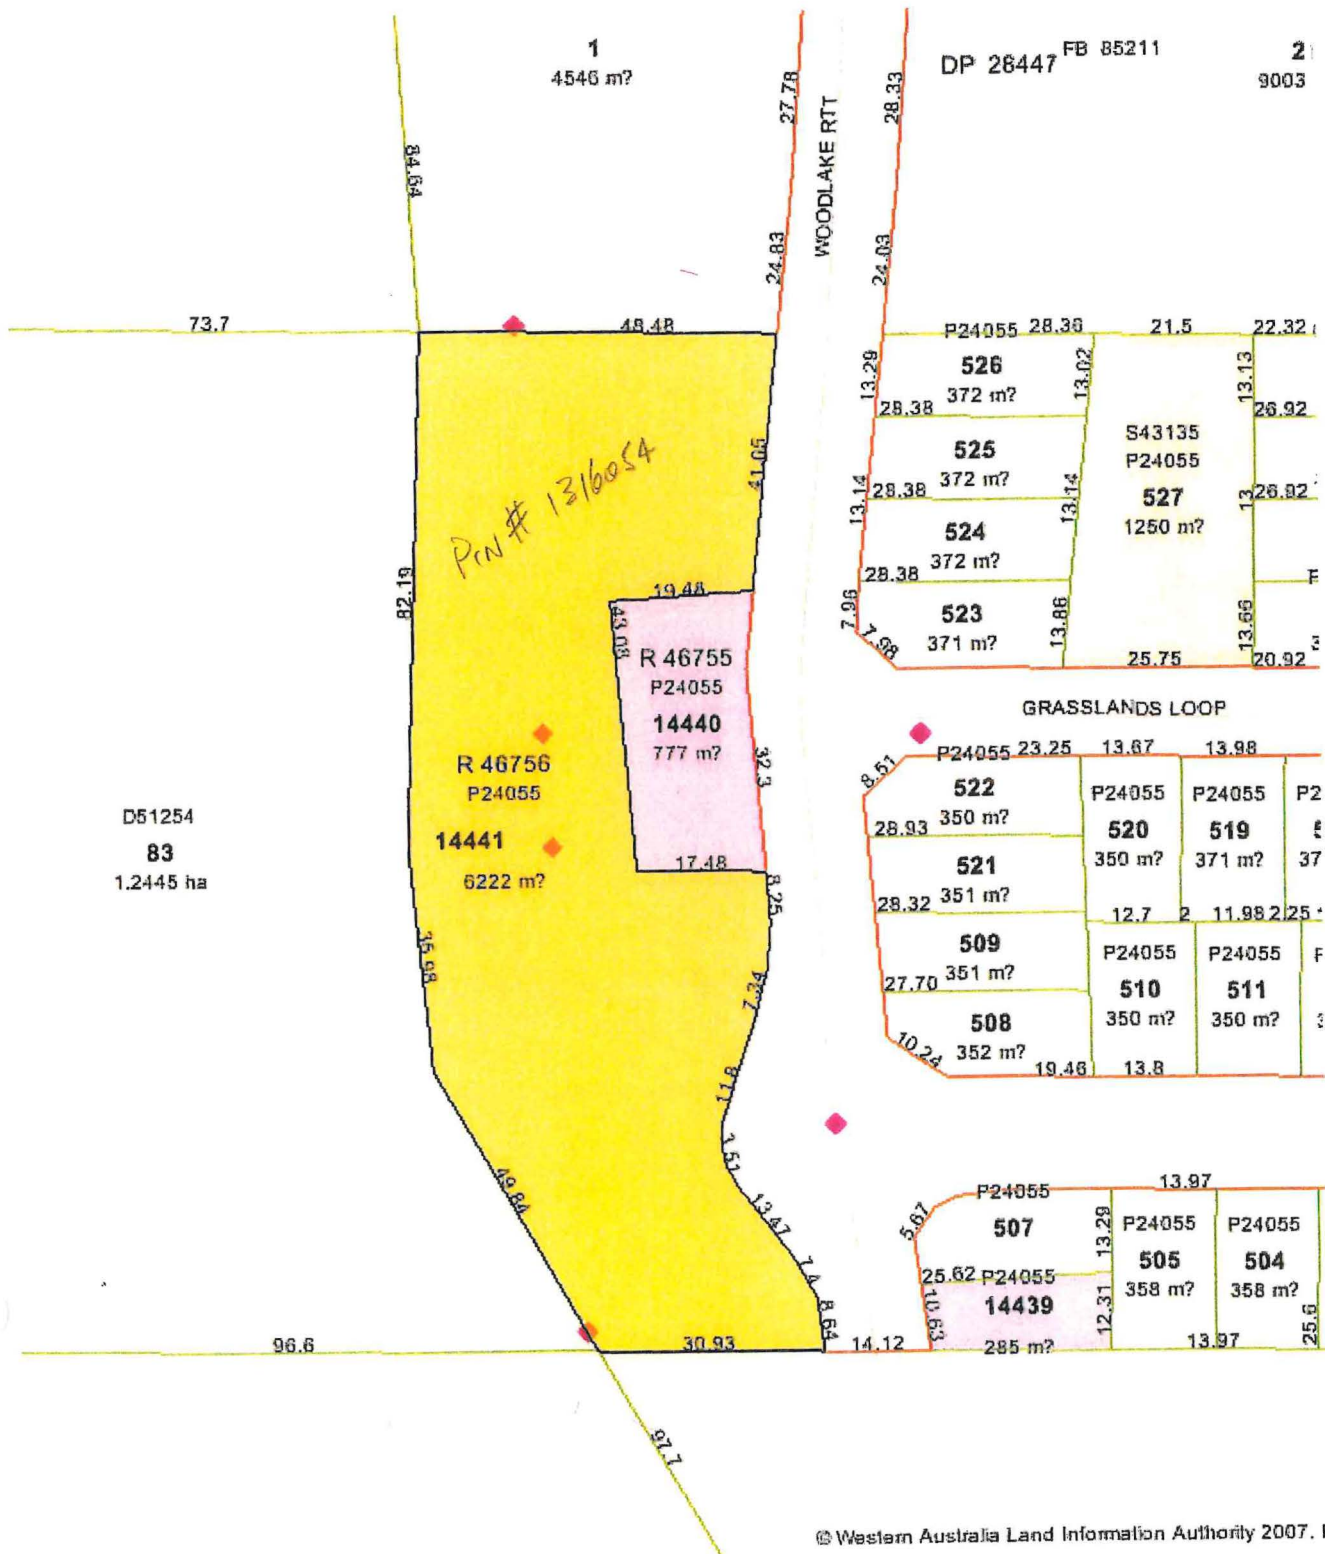 1
4546 m?
DP 28447
FB 85211
2
9003
84.64
27.78
28.33
WOODLAKE RTT
24.83
24.03
73.7
48.48
P24055 28.36
21.5
22.32
526
372 m?
13.29
13.02
13.13
28.38
26.92
525
372 m?
S43135
P24055
527
1250 m?
41.05
Pin # 1316054
13.14
28.38
13.14
13
26.92
524
372 m?
82.19
19.48
28.38
43.08
7.96
523
371 m?
13.86
13.66
7.98
25.75
20.92
R 46755
P24055
14440
777 m?
32.3
GRASSLANDS LOOP
R 46756
P24055
14441
6222 m?
P24055 23.25
13.67
13.98
8.51
522
350 m?
P24055
520
350 m?
P24055
519
371 m?
P2
37
28.93
D51254
83
1.2445 ha
17.48
8.25
521
351 m?
28.32
12.7
2
11.98
2
25
35.98
7.34
509
351 m?
P24055
510
350 m?
P24055
511
350 m?
27.70
508
352 m?
10.24
19.46
13.8
11.8
3.51
49.84
13.47
7.4
8.64
P24055
13.97
5.67
507
13.29
P24055
505
358 m?
P24055
504
358 m?
25.62 P24055
10.63
14439
285 m?
12.31
25.6
96.6
30.93
14.12
13.97
97.7
© Western Australia Land Information Authority 2007.